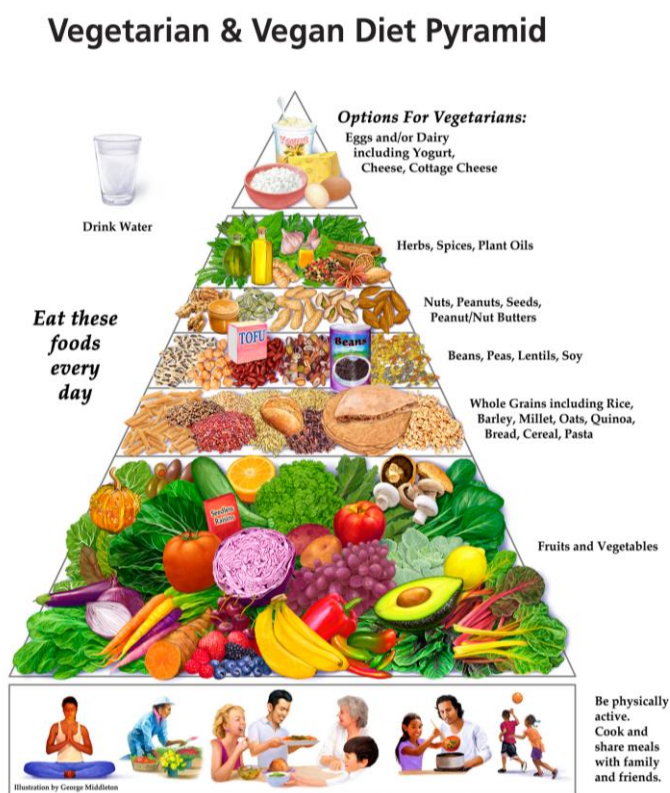 Vegetarian & Vegan Diet Pyramid
Options For Vegetarians:
Eggs and/or Dairy
including Yogurt,
Cheese, Cottage Cheese
Drink Water
Herbs, Spices, Plant Oils
Eat these
foods
every
day
Nuts, Peanuts, Seeds,
Peanut/Nut Butters
TOFU
Beans
Beans, Peas, Lentils, Soy
Whole Grains including Rice,
Barley, Millet, Oats, Quinoa,
Bread, Cereal, Pasta
Seedless
Raisins
Fruits and Vegetables
Be physically
active.
Cook and
share meals
with family
and friends.
Illustration by George Middleton